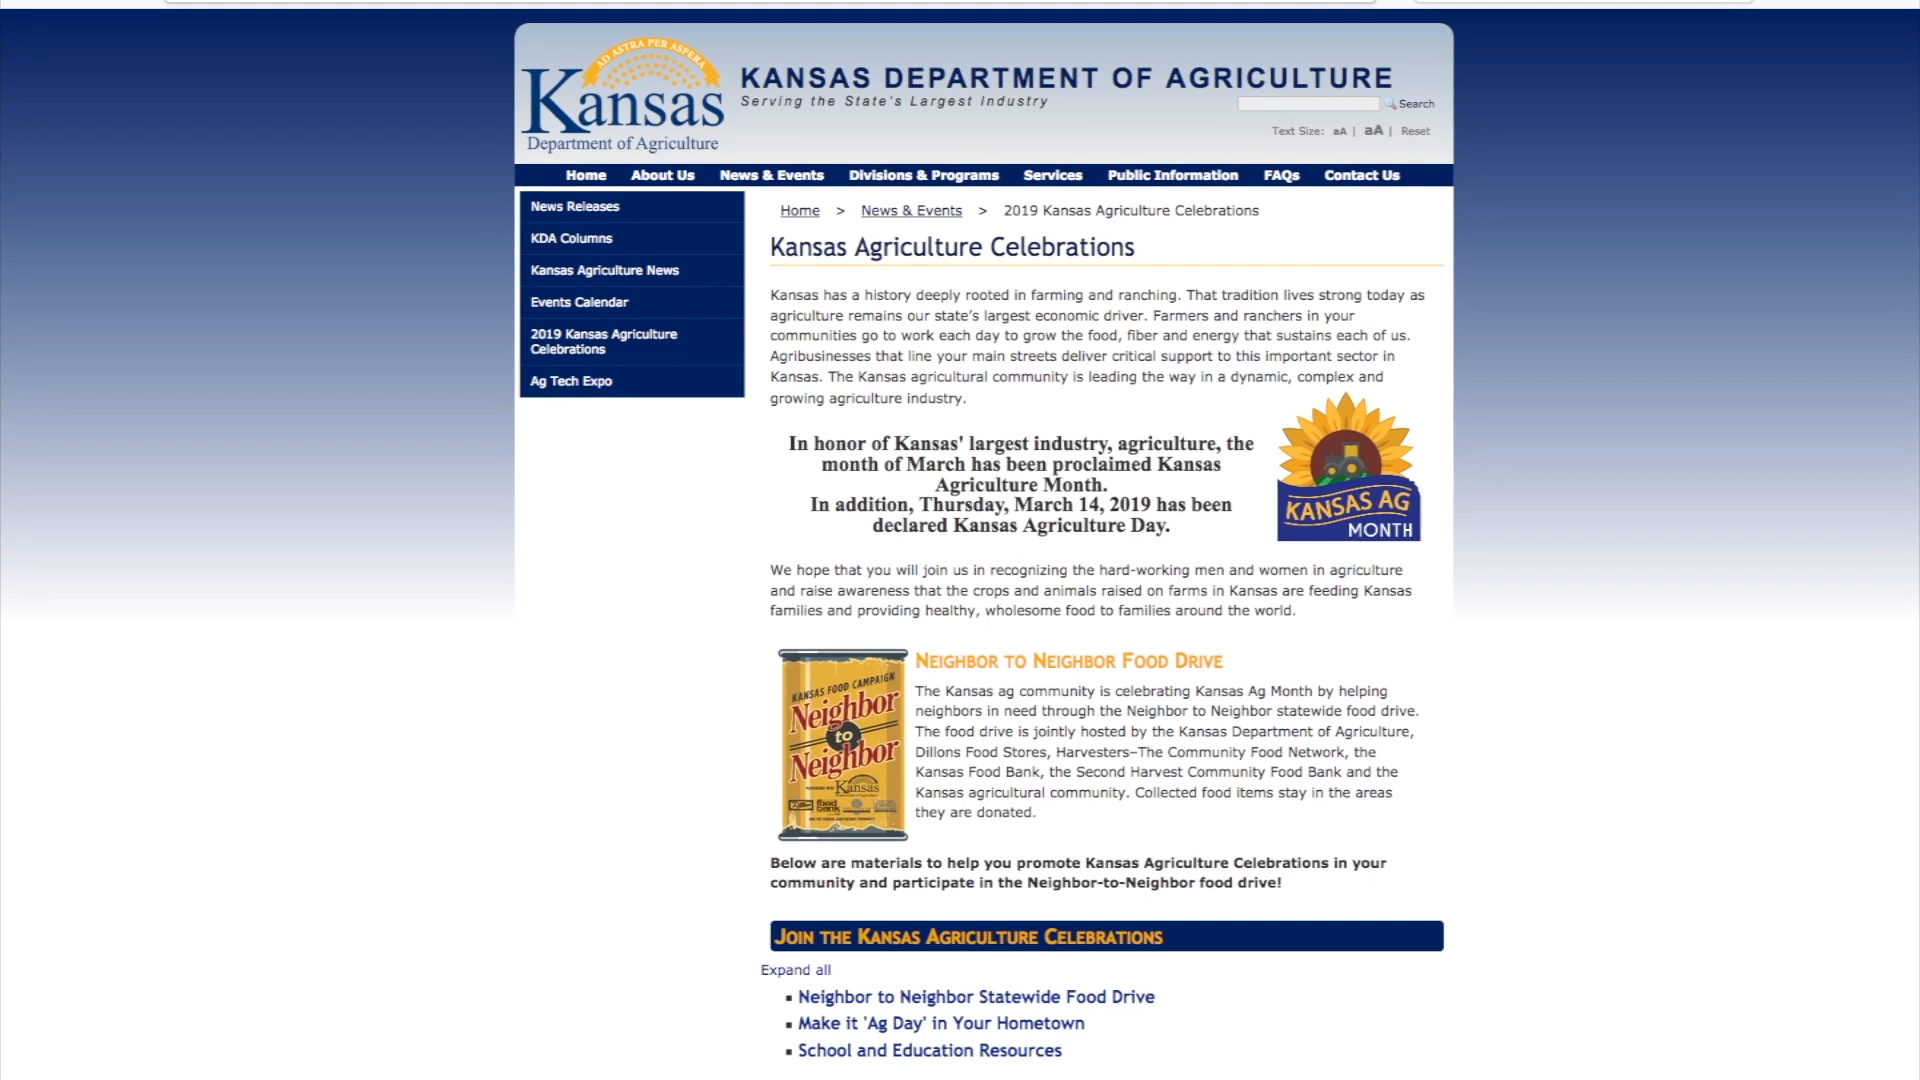 AD ASTRA PER ASPERA
Kansas
Department of Agriculture
KANSAS DEPARTMENT OF AGRICULTURE
Serving the State's Largest Industry
Search
Text Size: aA | aA | Reset
Home About Us News & Events Divisions & Programs Services Public Information FAQs Contact Us
News Releases
KDA Columns
Kansas Agriculture News
Events Calendar
2019 Kansas Agriculture
Celebrations
Ag Tech Expo
Home > News & Events > 2019 Kansas Agriculture Celebrations
Kansas Agriculture Celebrations
Kansas has a history deeply rooted in farming and ranching. That tradition lives strong today as
agriculture remains our state's largest economic driver. Farmers and ranchers in your
communities go to work each day to grow the food, fiber and energy that sustains each of us.
Agribusinesses that line your main streets deliver critical support to this important sector in
Kansas. The Kansas agricultural community is leading the way in a dynamic, complex and
growing agriculture industry.
In honor of Kansas' largest industry, agriculture, the
month of March has been proclaimed Kansas
Agriculture Month.
In addition, Thursday, March 14, 2019 has been
declared Kansas Agriculture Day.
KANSAS AG
MONTH
We hope that you will join us in recognizing the hard-working men and women in agriculture
and raise awareness that the crops and animals raised on farms in Kansas are feeding Kansas
families and providing healthy, wholesome food to families around the world.
KANSAS FOOD CAMPAIGN
Neighbor
to
Neighbor
Kansas
food
bank
NEIGHBOR TO NEIGHBOR FOOD DRIVE
The Kansas ag community is celebrating Kansas Ag Month by helping
neighbors in need through the Neighbor to Neighbor statewide food drive.
The food drive is jointly hosted by the Kansas Department of Agriculture,
Dillons Food Stores, Harvesters–The Community Food Network, the
Kansas Food Bank, the Second Harvest Community Food Bank and the
Kansas agricultural community. Collected food items stay in the areas
they are donated.
Below are materials to help you promote Kansas Agriculture Celebrations in your
community and participate in the Neighbor-to-Neighbor food drive!
JOIN THE KANSAS AGRICULTURE CELEBRATIONS
Expand all
Neighbor to Neighbor Statewide Food Drive
Make it 'Ag Day' in Your Hometown
School and Education Resources